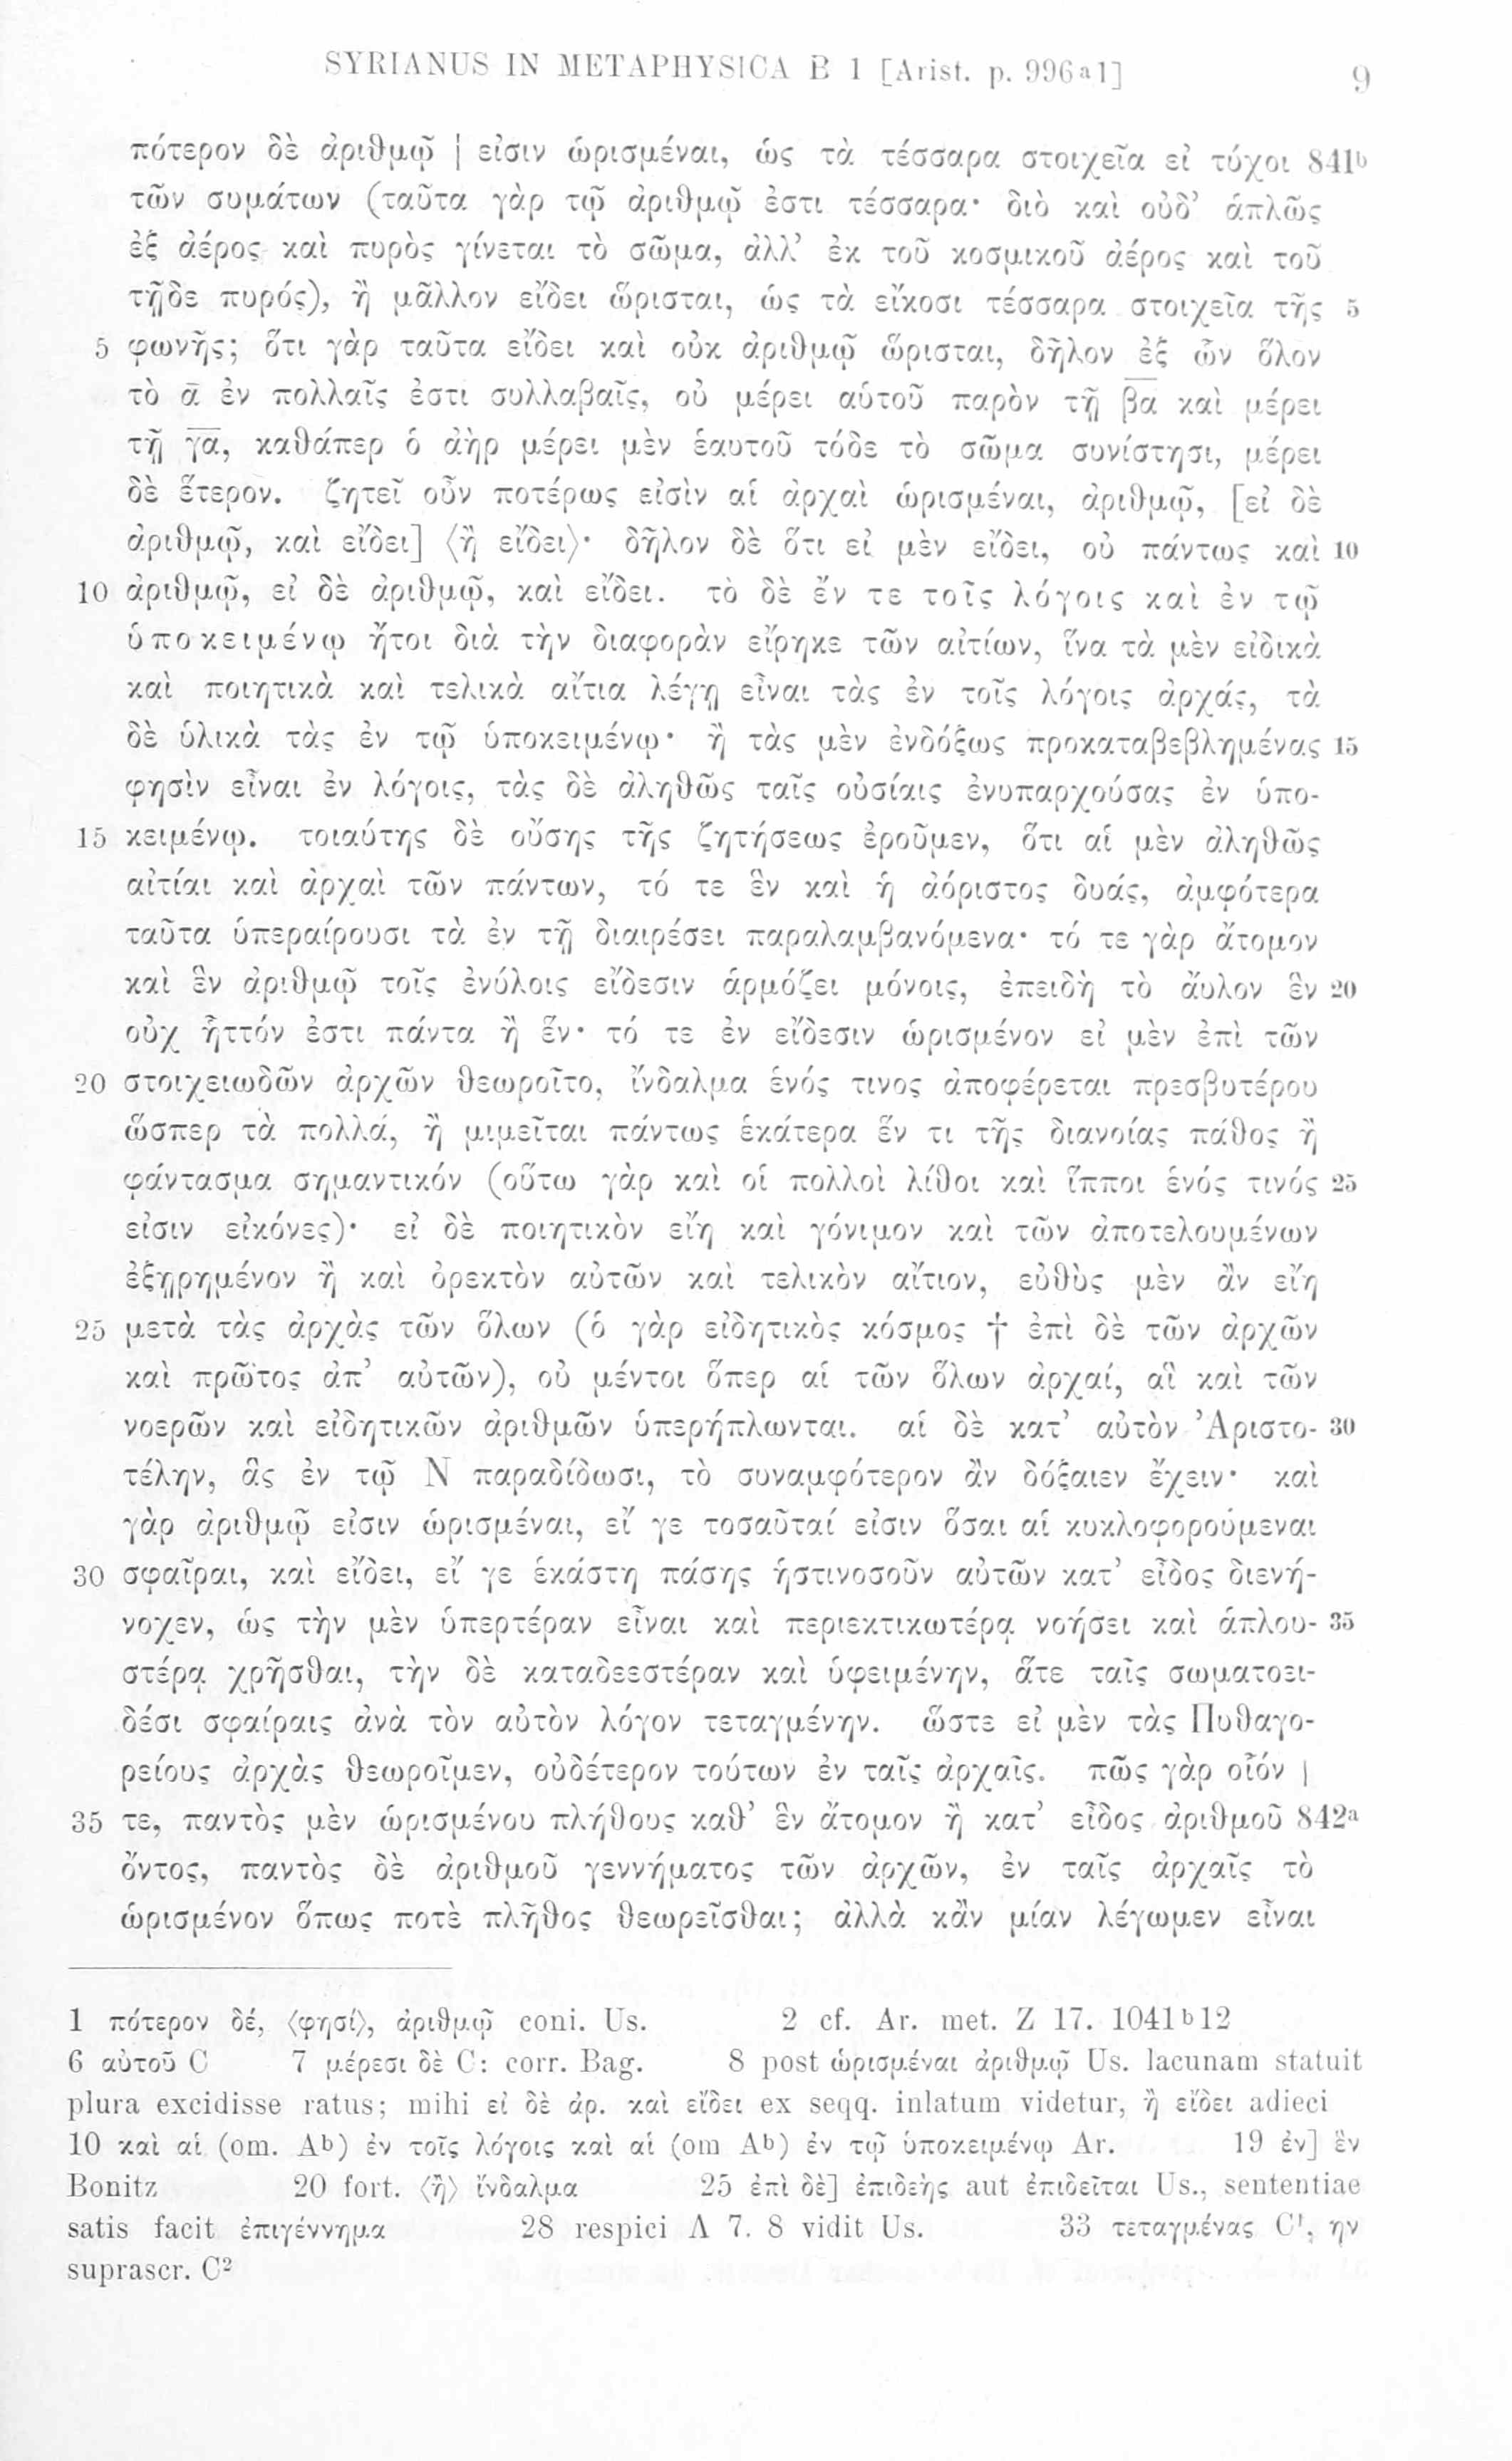 SYRIANUS IN METAPHYSICA B 1 [Arist. p. 996a1] 9
πότερον δὲ ἀριθμῷ | εἰσιν ὡρισμέναι, ὡς τὰ τέσσαρα στοιχεῖα εἰ τύχοι 841b
τῶν συμάτων (ταῦτα γὰρ τῷ ἀριθμῷ ἐστι τέσσαρα· διὸ καὶ οὐδ’ ἁπλῶς
ἐξ ἀέρος καὶ πυρὸς γίνεται τὸ σῶμα, ἀλλ’ ἐκ τοῦ κοσμικοῦ ἀέρος καὶ τοῦ
τῇδε πυρός), ἢ μᾶλλον εἴδει ὥρισται, ὡς τὰ εἴκοσι τέσσαρα στοιχεῖα τῆς 5
5 φωνῆς; ὅτι γὰρ ταῦτα εἴδει καὶ οὐκ ἀριθμῷ ὥρισται, δῆλον ἐξ ὧν ὅλον
τὸ α̅ ἐν πολλαῖς ἐστι συλλαβαῖς, οὐ μέρει αὑτοῦ παρὸν τῇ β̅α̅ καὶ μέρει
τῇ γ̅α̅, καθάπερ ὁ ἀὴρ μέρει μὲν ἑαυτοῦ τόδε τὸ σῶμα συνίστησι, μέρει
δὲ ἕτερον. ζητεῖ οὖν ποτέρως εἰσὶν αἱ ἀρχαὶ ὡρισμέναι, ἀριθμῷ, [εἰ δὲ
ἀριθμῷ, καὶ εἴδει] ⟨ἢ εἴδει⟩· δῆλον δὲ ὅτι εἰ μὲν εἴδει, οὐ πάντως καὶ 10
10 ἀριθμῷ, εἰ δὲ ἀριθμῷ, καὶ εἴδει. τὸ δὲ ἔν τε τοῖς λόγοις καὶ ἐν τῷ
ὑποκειμένῳ ἤτοι διὰ τὴν διαφορὰν εἴρηκε τῶν αἰτίων, ἵνα τὰ μὲν εἰδικὰ
καὶ ποιητικὰ καὶ τελικὰ αἴτια λέγῃ εἶναι τὰς ἐν τοῖς λόγοις ἀρχάς, τὰ
δὲ ὑλικὰ τὰς ἐν τῷ ὑποκειμένῳ· ἢ τὰς μὲν ἐνδόξως προκαταβεβλημένας 15
φησὶν εἶναι ἐν λόγοις, τὰς δὲ ἀληθῶς ταῖς οὐσίαις ἐνυπαρχούσας ἐν ὑπο-
15 κειμένῳ. τοιαύτης δὲ οὔσης τῆς ζητήσεως ἐροῦμεν, ὅτι αἱ μὲν ἀληθῶς
αἰτίαι καὶ ἀρχαὶ τῶν πάντων, τό τε ἓν καὶ ἡ ἀόριστος δυάς, ἀμφότερα
ταῦτα ὑπεραίρουσι τὰ ἐν τῇ διαιρέσει παραλαμβανόμενα· τό τε γὰρ ἄτομον
καὶ ἓν ἀριθμῷ τοῖς ἐνύλοις εἴδεσιν ἁρμόζει μόνοις, ἐπειδὴ τὸ ἄυλον ἓν 20
οὐχ ἧττόν ἐστι πάντα ἢ ἕν· τό τε ἐν εἴδεσιν ὡρισμένον εἰ μὲν ἐπὶ τῶν
20 στοιχειωδῶν ἀρχῶν θεωροῖτο, ἴνδαλμα ἑνός τινος ἀποφέρεται πρεσβυτέρου
ὥσπερ τὰ πολλά, ἢ μιμεῖται πάντως ἑκάτερα ἕν τι τῆς διανοίας πάθος ἢ
φάντασμα σημαντικόν (οὕτω γὰρ καὶ οἱ πολλοὶ λίθοι καὶ ἵπποι ἑνός τινός 25
εἰσιν εἰκόνες)· εἰ δὲ ποιητικὸν εἴη καὶ γόνιμον καὶ τῶν ἀποτελουμένων
ἐξῃρημένον ἢ καὶ ὀρεκτὸν αὐτῶν καὶ τελικὸν αἴτιον, εὐθὺς μὲν ἂν εἴη
25 μετὰ τὰς ἀρχὰς τῶν ὅλων (ὁ γὰρ εἰδητικὸς κόσμος † ἐπὶ δὲ τῶν ἀρχῶν
καὶ πρῶτος ἀπ’ αὐτῶν), οὐ μέντοι ὅπερ αἱ τῶν ὅλων ἀρχαί, αἳ καὶ τῶν
νοερῶν καὶ εἰδητικῶν ἀριθμῶν ὑπερήπλωνται. αἱ δὲ κατ’ αὐτὸν Ἀριστο- 30
τέλην, ἃς ἐν τῷ Ν παραδίδωσι, τὸ συναμφότερον ἂν δόξαιεν ἔχειν· καὶ
γὰρ ἀριθμῷ εἰσιν ὡρισμέναι, εἴ γε τοσαῦταί εἰσιν ὅσαι αἱ κυκλοφορούμεναι
30 σφαῖραι, καὶ εἴδει, εἴ γε ἑκάστη πάσης ἡστινοσοῦν αὐτῶν κατ’ εἶδος διενή-
νοχεν, ὡς τὴν μὲν ὑπερτέραν εἶναι καὶ περιεκτικωτέρᾳ νοήσει καὶ ἁπλου- 35
στέρᾳ χρῆσθαι, τὴν δὲ καταδεεστέραν καὶ ὑφειμένην, ἅτε ταῖς σωματοει-
δέσι σφαίραις ἀνὰ τὸν αὐτὸν λόγον τεταγμένην. ὥστε εἰ μὲν τὰς Πυθαγο-
ρείους ἀρχὰς θεωροῖμεν, οὐδέτερον τούτων ἐν ταῖς ἀρχαῖς. πῶς γὰρ οἷόν |
35 τε, παντὸς μὲν ὡρισμένου πλήθους καθ’ ἓν ἄτομον ἢ κατ’ εἶδος ἀριθμοῦ 842a
ὄντος, παντὸς δὲ ἀριθμοῦ γεννήματος τῶν ἀρχῶν, ἐν ταῖς ἀρχαῖς τὸ
ὡρισμένον ὅπως ποτὲ πλῆθος θεωρεῖσθαι; ἀλλὰ κἂν μίαν λέγωμεν εἶναι
1 πότερον δέ, ⟨φησί⟩, ἀριθμῷ coni. Us. 2 cf. Ar. met. Z 17. 1041b12
6 αὐτοῦ C 7 μέρεσι δὲ C: corr. Bag. 8 post ὡρισμέναι ἀριθμῷ Us. lacunam statuit
plura excidisse ratus; mihi εἰ δὲ ἀρ. καὶ εἴδει ex seqq. inlatum videtur, ἢ εἴδει adieci
10 καὶ αἱ (om. Ab) ἐν τοῖς λόγοις καὶ αἱ (om Ab) ἐν τῷ ὑποκειμένῳ Ar. 19 ἐν] ἓν
Bonitz 20 fort. ⟨ἢ⟩ ἴνδαλμα 25 ἐπὶ δὲ] ἐπιδεὴς aut ἐπιδεῖται Us., sententiae
satis facit ἐπιγέννημα 28 respici Λ 7. 8 vidit Us. 33 τεταγμένας C1, ην
suprascr. C2